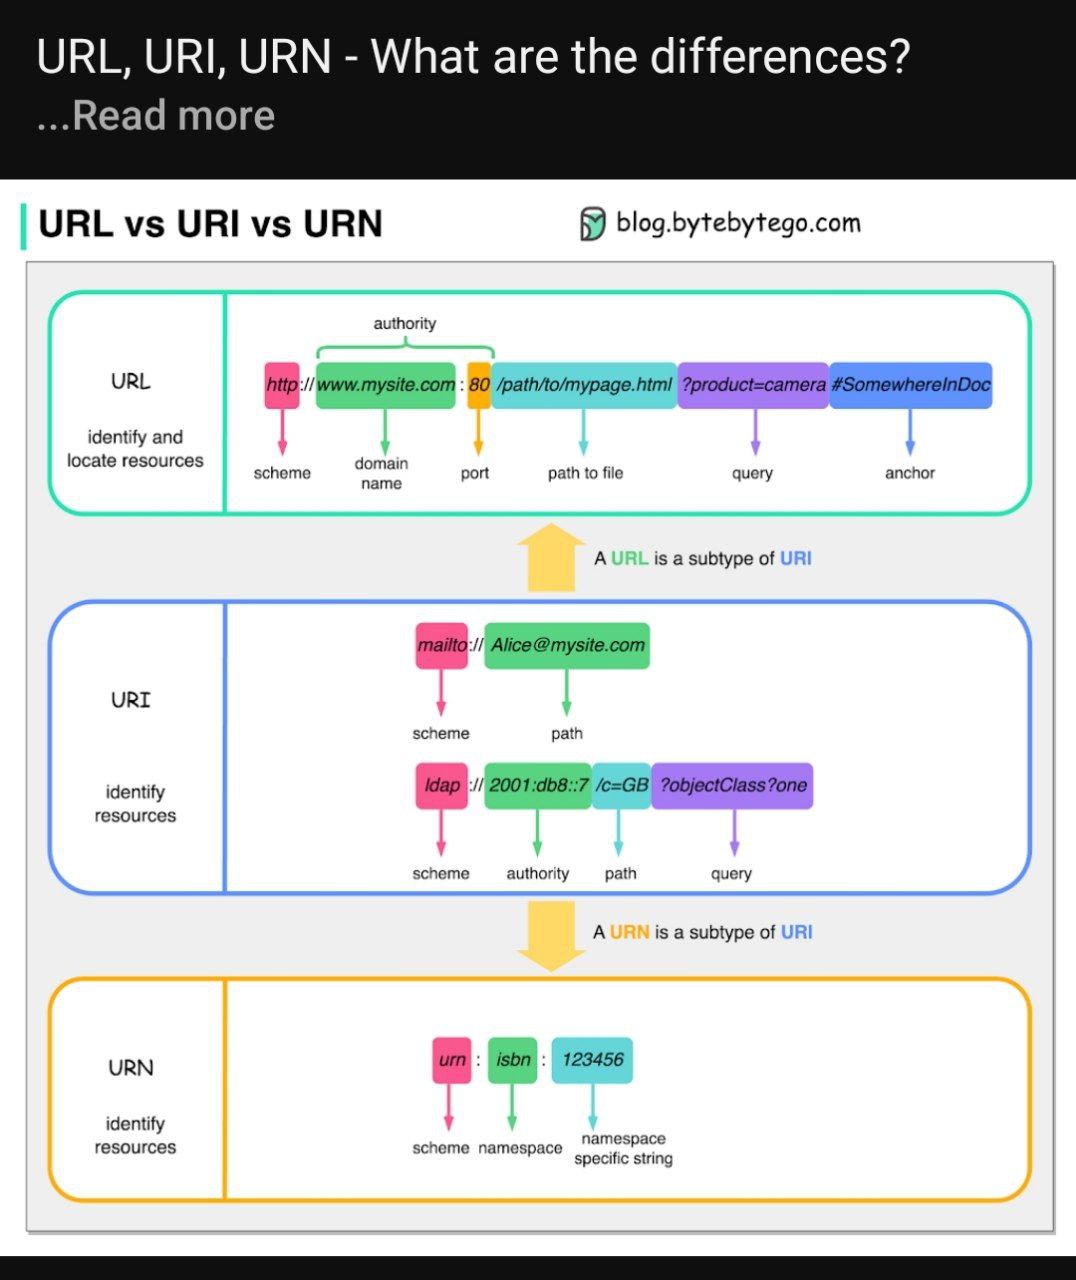 URL, URI, URN - What are the differences?
...Read more
URL vs URI vs URN
blog.bytebytego.com
authority
URL
identify and
locate resources
http://www.mysite.com:80/path/to/mypage.html?product=camera#SomewhereInDoc
scheme
domain
name
port
path to file
query
anchor
A URL is a subtype of URI
URI
identify
resources
mailto://Alice@mysite.com
scheme
path
ldap://2001:db8::7/c=GB?objectClass?one
scheme
authority
path
query
A URN is a subtype of URI
URN
identify
resources
urn : isbn : 123456
scheme
namespace
namespace
specific string